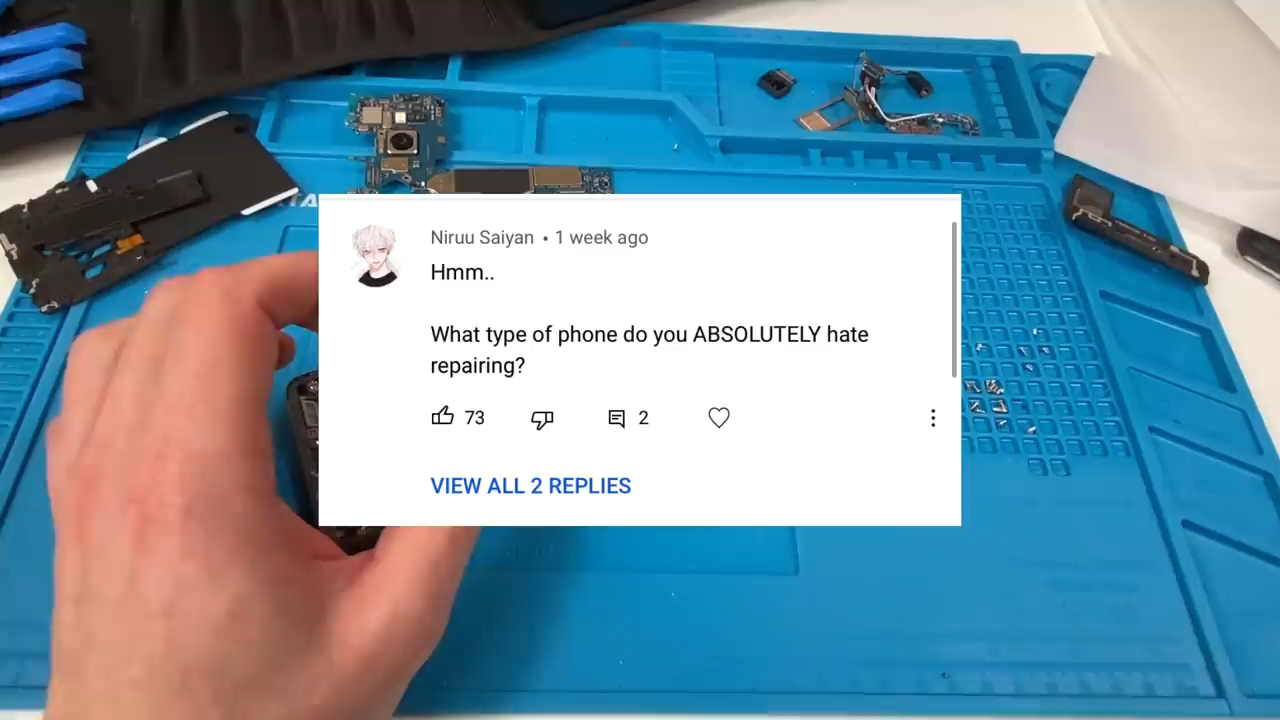 TA
Niruu Saiyan • 1 week ago
Hmm..
What type of phone do you ABSOLUTELY hate
repairing?
73
2
VIEW ALL 2 REPLIES